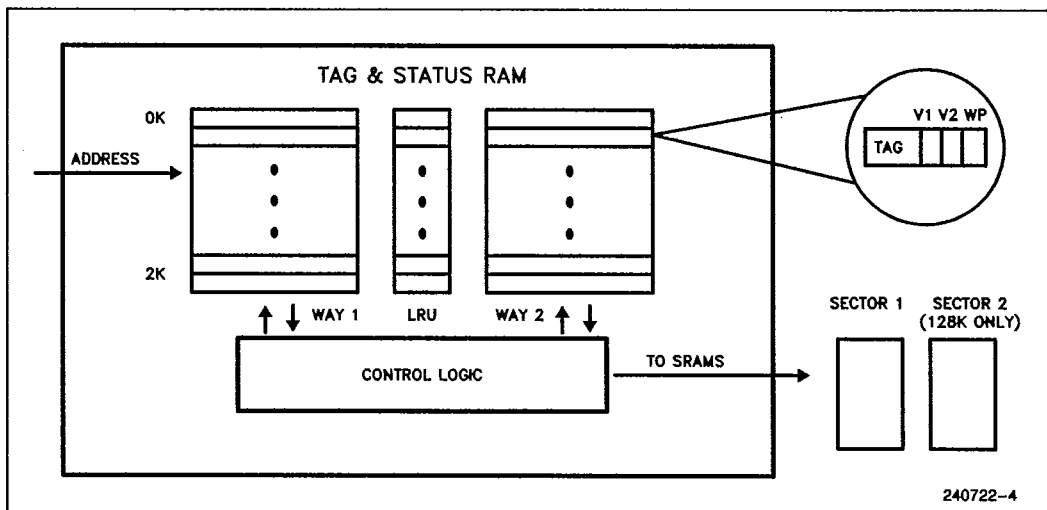 TAG & STATUS RAM
0K
V1 V2 WP
TAG
ADDRESS
2K
WAY 1
LRU
WAY 2
SECTOR 1
SECTOR 2
(128K ONLY)
CONTROL LOGIC
TO SRAMS
240722-4